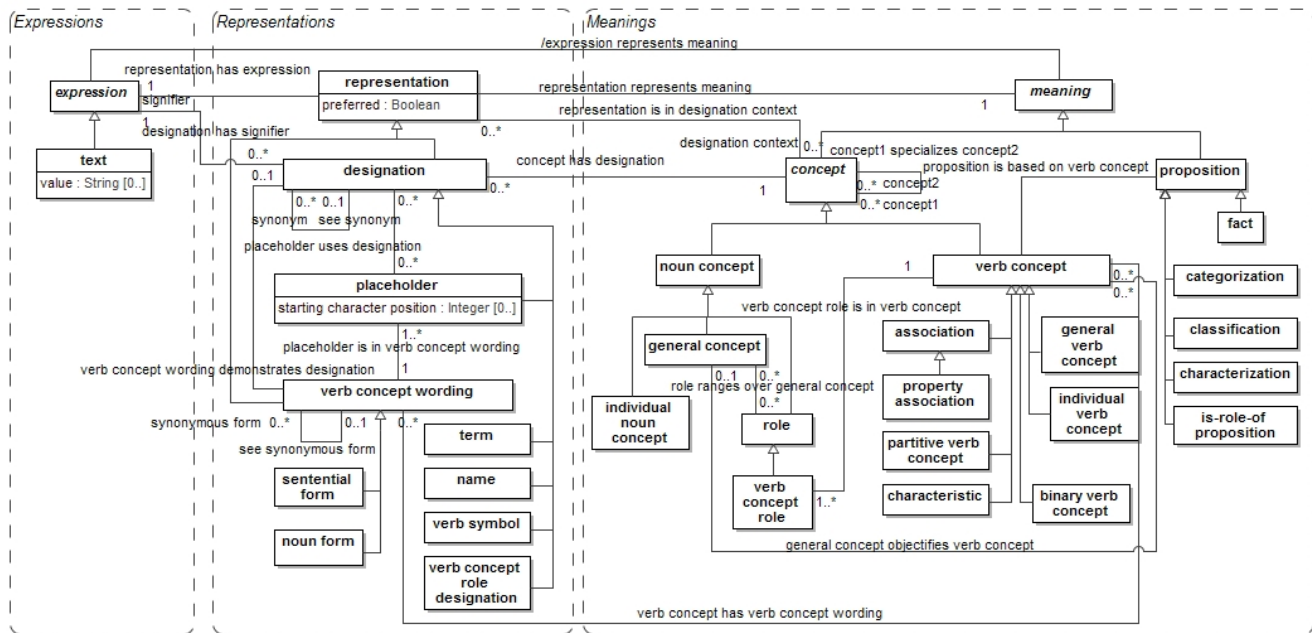 Expressions
Representations
Meanings
/expression represents meaning
representation has expression
representation
preferred : Boolean
representation represents meaning
expression
1
signifier
1
meaning
1
representation is in designation context
0..*
designation has signifier
designation context
0..*
concept1 specializes concept2
text
value : String [0..]
0..*
designation
concept has designation
0..*
1
concept
proposition is based on verb concept
proposition
0..*
concept2
0..*
concept1
0..1
0..*
0..1
0..*
synonym
see synonym
fact
placeholder uses designation
0..*
noun concept
1
verb concept
0..*
0..*
categorization
placeholder
starting character position : Integer [0..]
verb concept role is in verb concept
1..*
association
general
verb
concept
classification
placeholder is in verb concept wording
general concept
verb concept wording demonstrates designation
1
0..1
0..*
role ranges over general concept
0..*
property
association
characterization
verb concept wording
individual
noun
concept
role
individual
verb
concept
is-role-of
proposition
synonymous form
0..*
0..1
0..*
see synonymous form
term
partitive verb
concept
sentential
form
name
verb
concept
role
1..*
characteristic
binary verb
concept
noun form
verb symbol
general concept objectifies verb concept
verb concept
role
designation
verb concept has verb concept wording